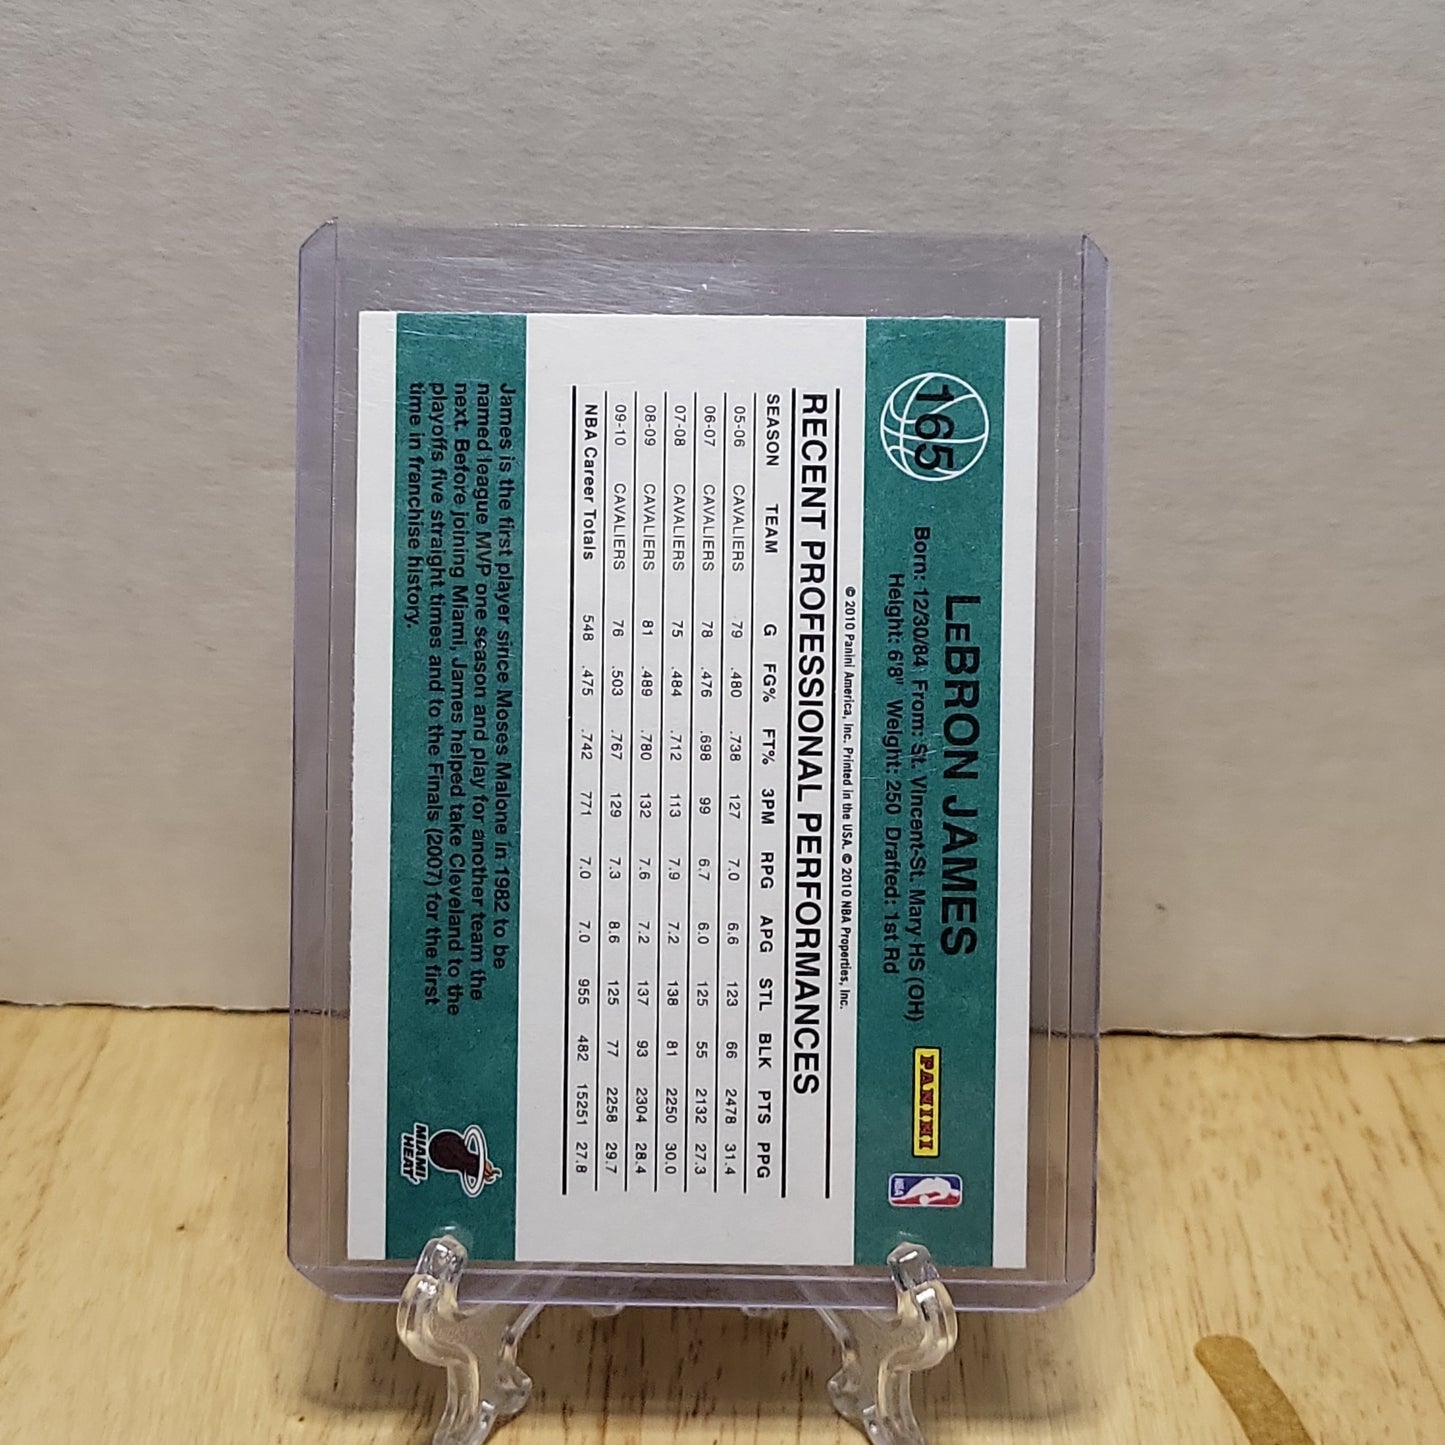 165
LEBRON JAMES
Born: 12/30/84 From: St. Vincent-St. Mary HS (OH)
Height: 6'8" Weight: 250 Drafted: 1st Rd
PANINI
NBA
© 2010 Panini America, Inc. Printed in the USA. © 2010 NBA Properties, Inc.
RECENT PROFESSIONAL PERFORMANCES
SEASON TEAM G FG% FT% 3PM RPG APG STL BLK PTS PPG
05-06 CAVALIERS 79 .480 .738 127 7.0 6.6 123 66 2478 31.4
06-07 CAVALIERS 78 .476 .698 99 6.7 6.0 125 55 2132 27.3
07-08 CAVALIERS 75 .484 .712 113 7.9 7.2 138 81 2250 30.0
08-09 CAVALIERS 81 .489 .780 132 7.6 7.2 137 93 2304 28.4
09-10 CAVALIERS 76 .503 .767 129 7.3 8.6 125 77 2258 29.7
NBA Career Totals 548 .475 .742 771 7.0 7.0 955 482 15251 27.8
James is the first player since Moses Malone in 1982 to be
named league MVP one season and play for another team the
next. Before joining Miami, James helped take Cleveland to the
playoffs five straight times and to the Finals (2007) for the first
time in franchise history.
MIAMI
HEAT